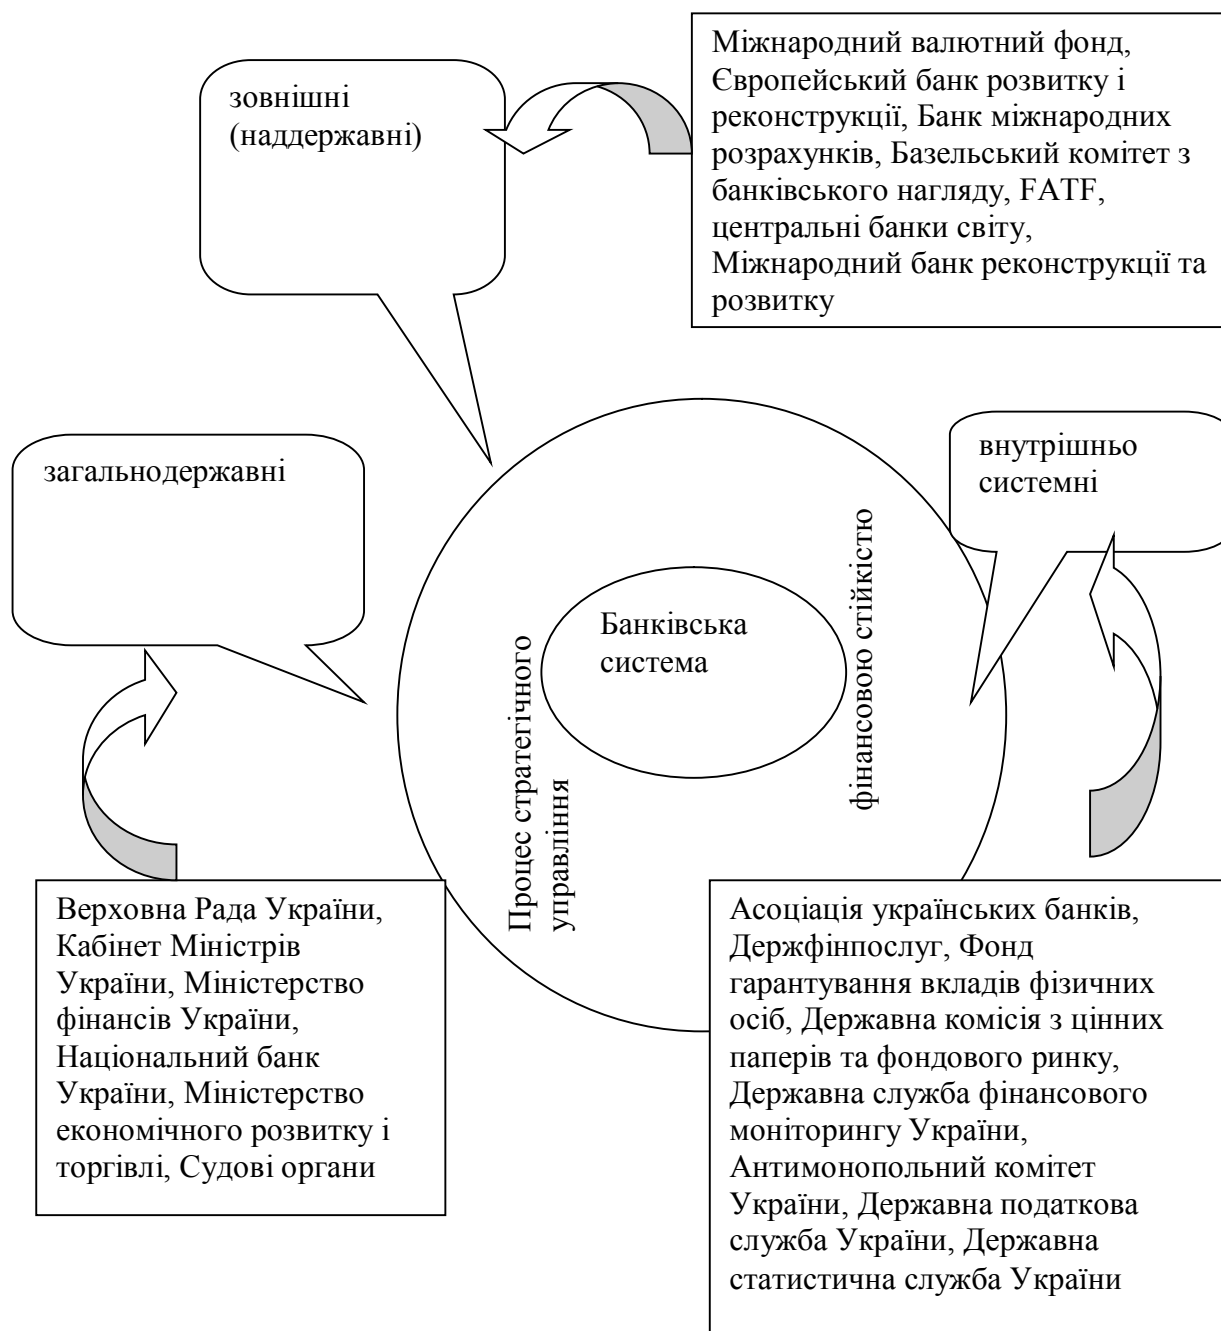 зовнішні
(наддержавні)
Міжнародний валютний фонд,
Європейський банк розвитку і
реконструкції, Банк міжнародних
розрахунків, Базельський комітет з
банківського нагляду, FATF,
центральні банки світу,
Міжнародний банк реконструкції та
розвитку
загальнодержавні
внутрішньо
системні
Банківська
система
Процес стратегічного
управління
фінансовою стійкістю
Верховна Рада України,
Кабінет Міністрів
України, Міністерство
фінансів України,
Національний банк
України, Міністерство
економічного розвитку і
торгівлі, Судові органи
Асоціація українських банків,
Держфінпослуг, Фонд
гарантування вкладів фізичних
осіб, Державна комісія з цінних
паперів та фондового ринку,
Державна служба фінансового
моніторингу України,
Антимонопольний комітет
України, Державна податкова
служба України, Державна
статистична служба України